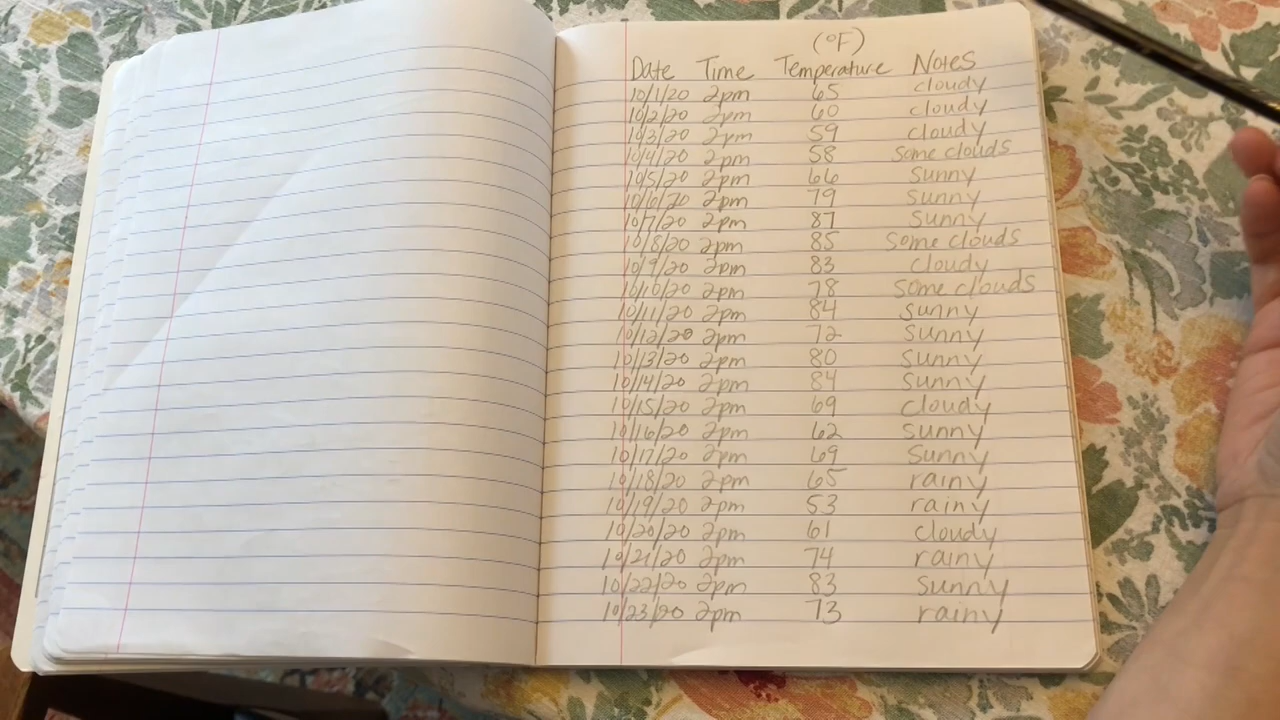 (°F)
Date Time Temperature Notes
10/1/20 2pm 65 cloudy
10/2/20 2pm 60 cloudy
10/3/20 2pm 59 cloudy
10/4/20 2pm 58 some clouds
10/5/20 2pm 66 sunny
10/6/20 2pm 79 sunny
10/7/20 2pm 87 sunny
10/8/20 2pm 85 some clouds
10/9/20 2pm 83 cloudy
10/10/20 2pm 78 some clouds
10/11/20 2pm 84 sunny
10/12/20 2pm 72 sunny
10/13/20 2pm 80 sunny
10/14/20 2pm 84 sunny
10/15/20 2pm 69 cloudy
10/16/20 2pm 62 sunny
10/17/20 2pm 69 sunny
10/18/20 2pm 65 rainy
10/19/20 2pm 53 rainy
10/20/20 2pm 61 cloudy
10/21/20 2pm 74 rainy
10/22/20 2pm 83 sunny
10/23/20 2pm 73 rainy